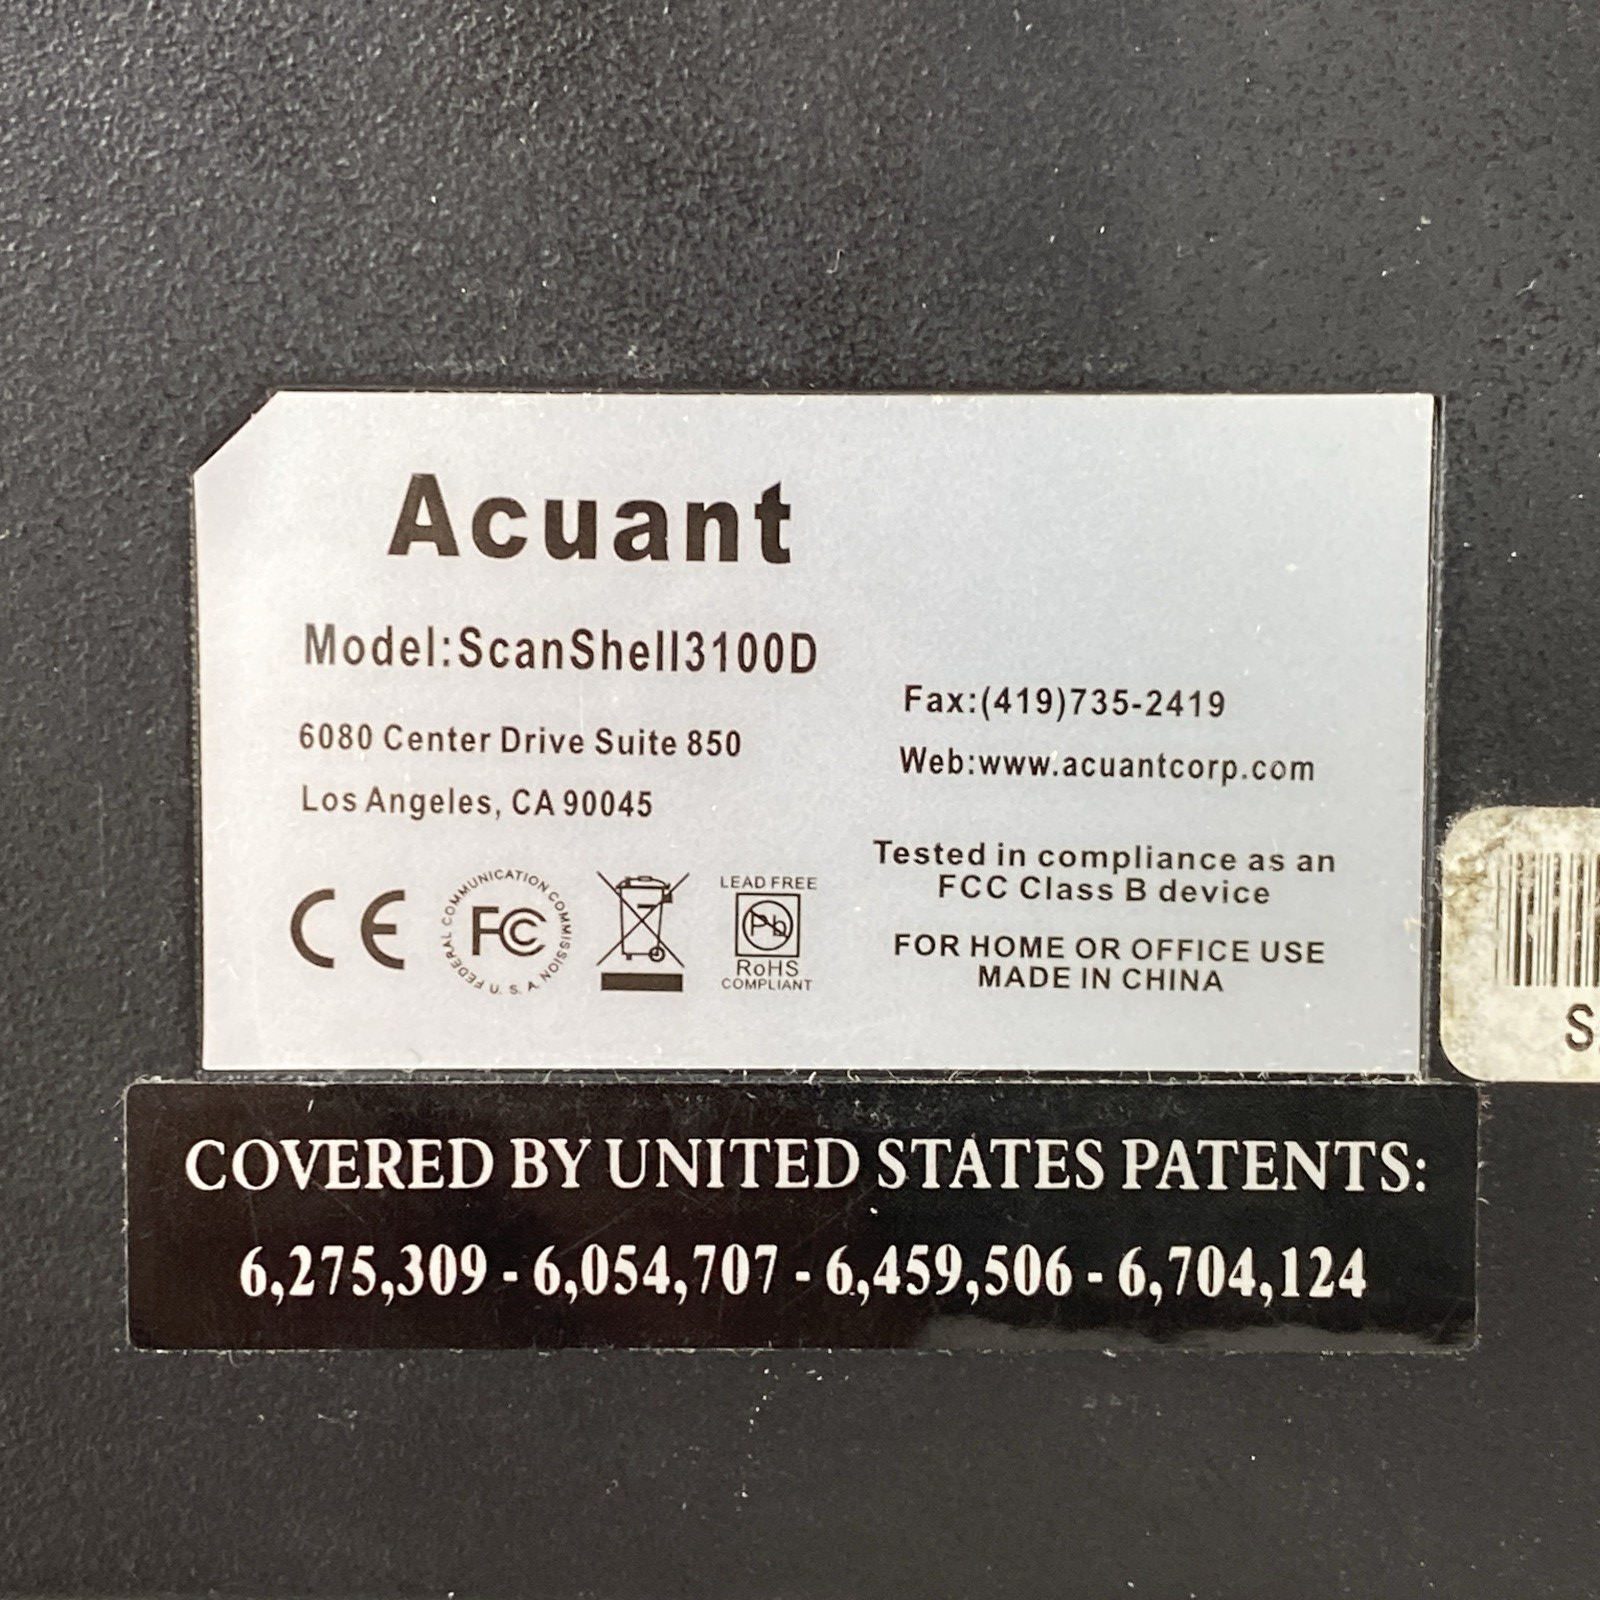 Acuant
Model:ScanShell3100D
6080 Center Drive Suite 850
Los Angeles, CA 90045
Fax:(419)735-2419
Web:www.acuantcorp.com
Tested in compliance as an
FCC Class B device
FOR HOME OR OFFICE USE
MADE IN CHINA
CE
FEDERAL COMMUNICATION COMMISSION U. S. A.
FC
LEAD FREE
Pb
RoHS
COMPLIANT
COVERED BY UNITED STATES PATENTS:
6,275,309 - 6,054,707 - 6,459,506 - 6,704,124